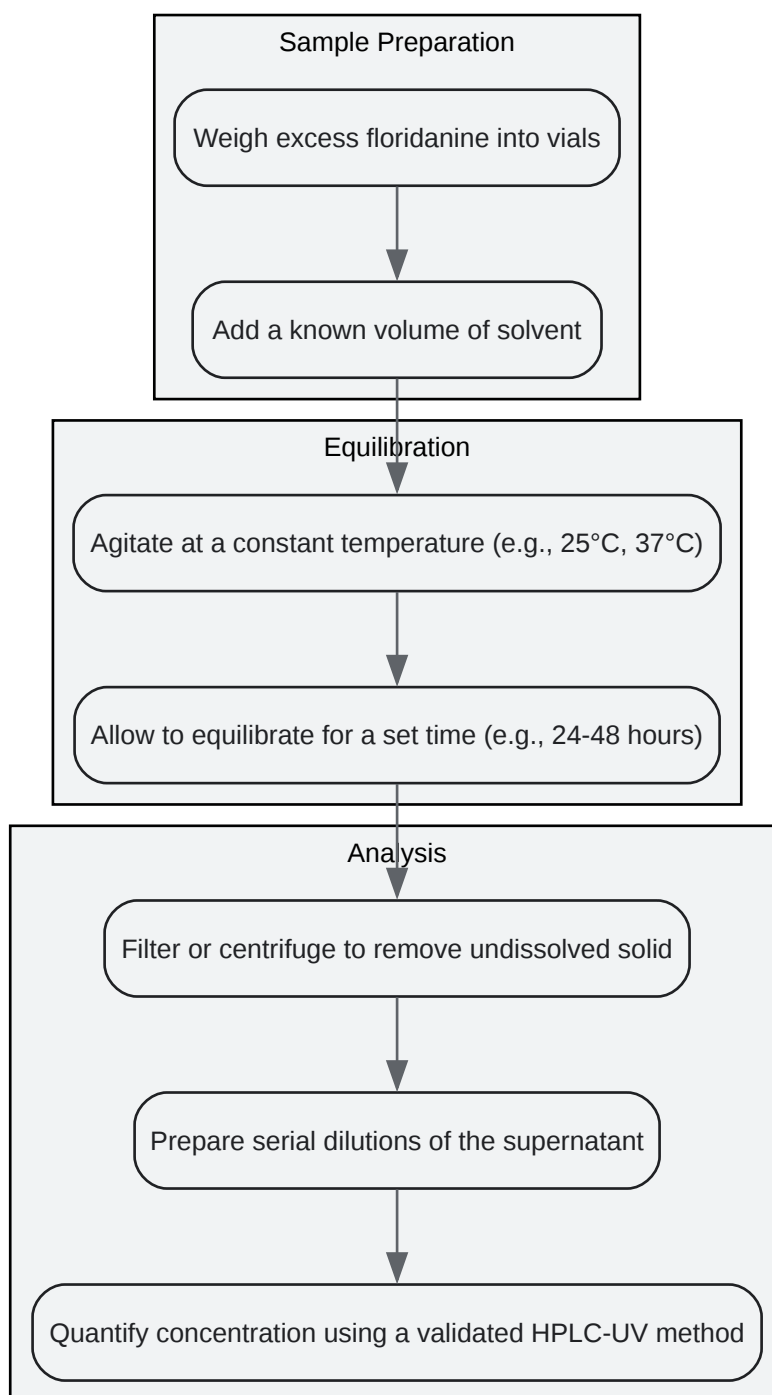 Sample Preparation
Weigh excess floridanine into vials
Add a known volume of solvent
Equilibration
Agitate at a constant temperature (e.g., 25°C, 37°C)
Allow to equilibrate for a set time (e.g., 24-48 hours)
Analysis
Filter or centrifuge to remove undissolved solid
Prepare serial dilutions of the supernatant
Quantify concentration using a validated HPLC-UV method